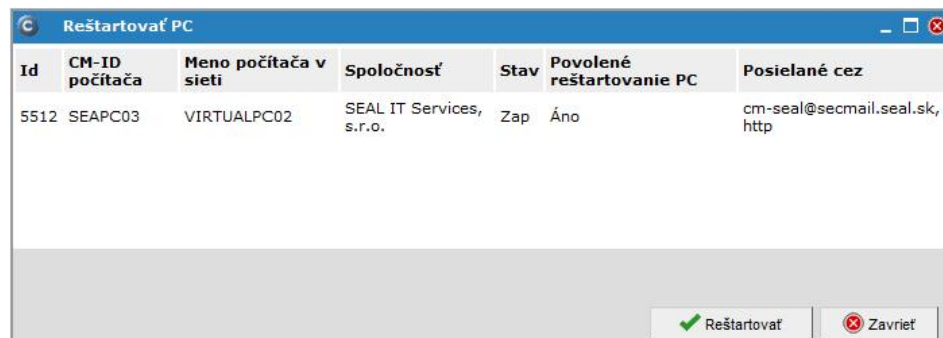 Reštartovať PC
Id CM-ID počítača Meno počítača v sieti Spoločnosť Stav Povolené reštartovanie PC Posielané cez
5512 SEAPC03 VIRTUALPC02 SEAL IT Services, s.r.o. Zap Áno cm-seal@secmail.seal.sk, http
Reštartovať Zavrieť